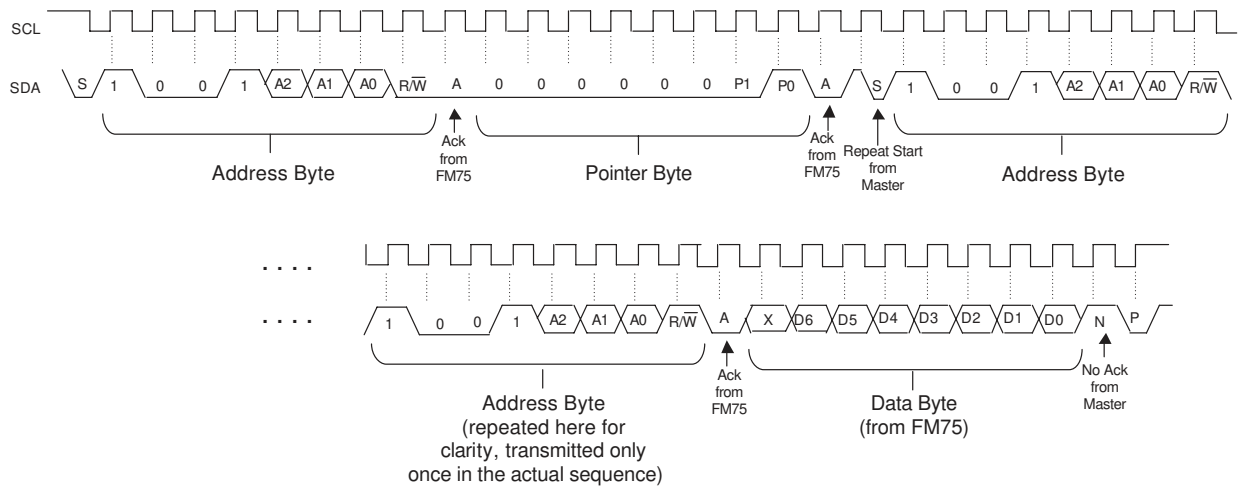 SCL
SDA S 1 0 0 1 A2 A1 A0 R/W̅ A 0 0 0 0 0 0 P1 P0 A S 1 0 0 1 A2 A1 A0 R/W̅
Address Byte
Ack
from
FM75
Pointer Byte
Ack
from
FM75
Repeat Start
from
Master
Address Byte
. . . .
. . . . 1 0 0 1 A2 A1 A0 R/W̅ A X D6 D5 D4 D3 D2 D1 D0 N P
Address Byte
(repeated here for
clarity, transmitted only
once in the actual sequence)
Ack
from
FM75
Data Byte
(from FM75)
No Ack
from
Master